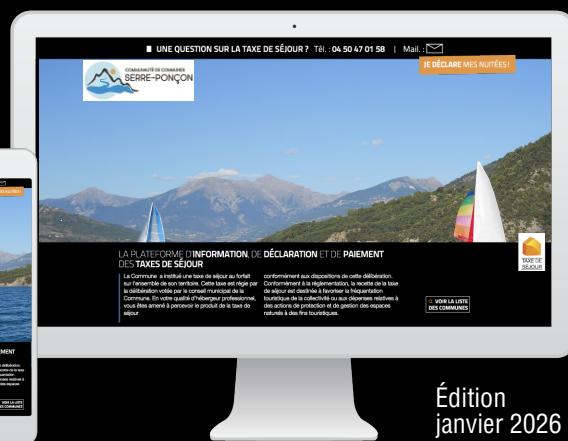 UNE QUESTION SUR LA TAXE DE SÉJOUR ? Tél. : 04 50 47 01 58 | Mail. :
JE DÉCLARE MES NUITÉES !
COMMUNAUTÉ DE COMMUNES
SERRE-PONÇON
LA PLATEFORME D'INFORMATION, DE DÉCLARATION ET DE PAIEMENT
DES TAXES DE SÉJOUR
La Commune a institué une taxe de séjour au forfait
sur l'ensemble de son territoire. Cette taxe est régie par
la délibération votée par le conseil municipal de la
Commune. En votre qualité d'hébergeur professionnel,
vous êtes amené à percevoir le produit de la taxe de
séjour
conformément aux dispositions de cette délibération.
Conformément à la réglementation, la recette de la taxe
de séjour est destinée à favoriser la fréquentation
touristique de la collectivité ou aux dépenses relatives à
des actions de protection et de gestion des espaces
naturels à des fins touristiques.
TAXE DE
SÉJOUR
VOIR LA LISTE
DES COMMUNES
VOIR LA LISTE
DES COMMUNES
Édition
janvier 2026